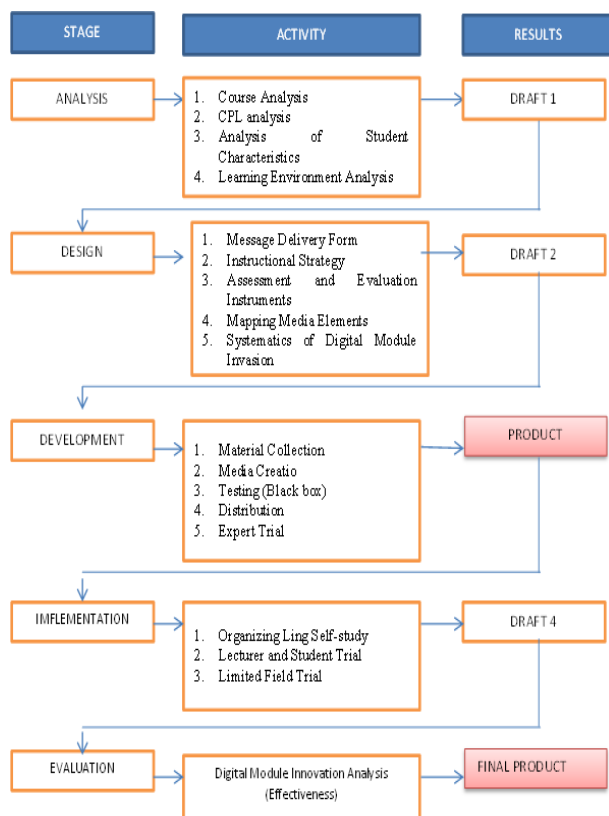 STAGE
ACTIVITY
RESULTS
ANALYSIS
1. Course Analysis
2. CPL analysis
3. Analysis of Student
Characteristics
4. Learning Environment Analysis
DRAFT 1
DESIGN
1. Message Delivery Form
2. Instructional Strategy
3. Assessment and Evaluation
Instruments
4. Mapping Media Elements
5. Systematics of Digital Module
Invasion
DRAFT 2
DEVELOPMENT
1. Material Collection
2. Media Creatio
3. Testing (Black box)
4. Distribution
5. Expert Trial
PRODUCT
IMFLEMENTATION
1. Organizing Ling Self-study
2. Lecturer and Student Trial
3. Limited Field Trial
DRAFT 4
EVALUATION
Digital Module Innovation Analysis
(Effectiveness)
FINAL PRODUCT